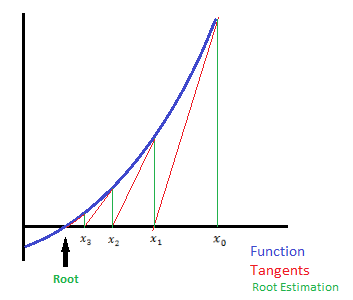 x₃ x₂ x₁ x₀
Root
Function
Tangents
Root Estimation